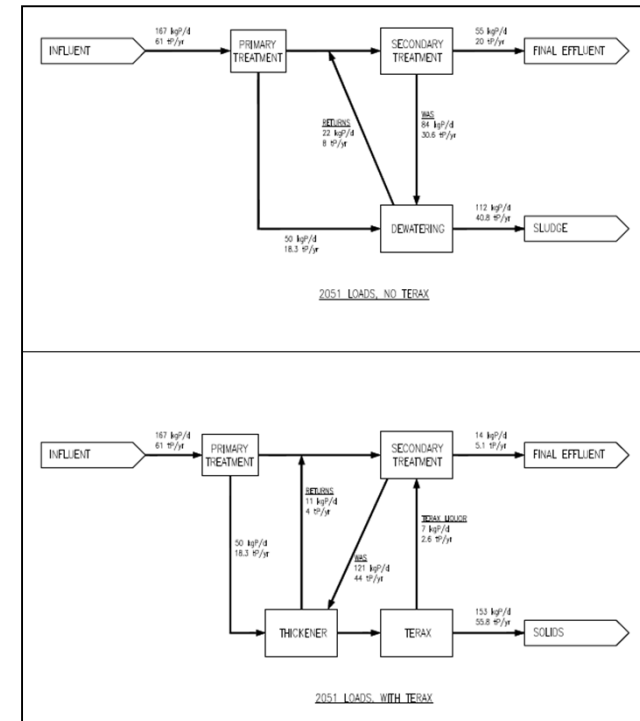 INFLUENT
167 kgP/d
61 tP/yr
PRIMARY
TREATMENT
SECONDARY
TREATMENT
55 kgP/d
20 tP/yr
FINAL EFFLUENT
RETURNS
22 kgP/d
8 tP/yr
WAS
84 kgP/d
30.6 tP/yr
50 kgP/d
18.3 tP/yr
DEWATERING
112 kgP/d
40.8 tP/yr
SLUDGE
2051 LOADS, NO TERAX
INFLUENT
167 kgP/d
61 tP/yr
PRIMARY
TREATMENT
SECONDARY
TREATMENT
14 kgP/d
5.1 tP/yr
FINAL EFFLUENT
RETURNS
11 kgP/d
4 tP/yr
TERAX LIQUOR
7 kgP/d
2.6 tP/yr
50 kgP/d
18.3 tP/yr
WAS
121 kgP/d
44 tP/yr
THICKENER
TERAX
153 kgP/d
55.8 tP/yr
SOLIDS
2051 LOADS, WITH TERAX